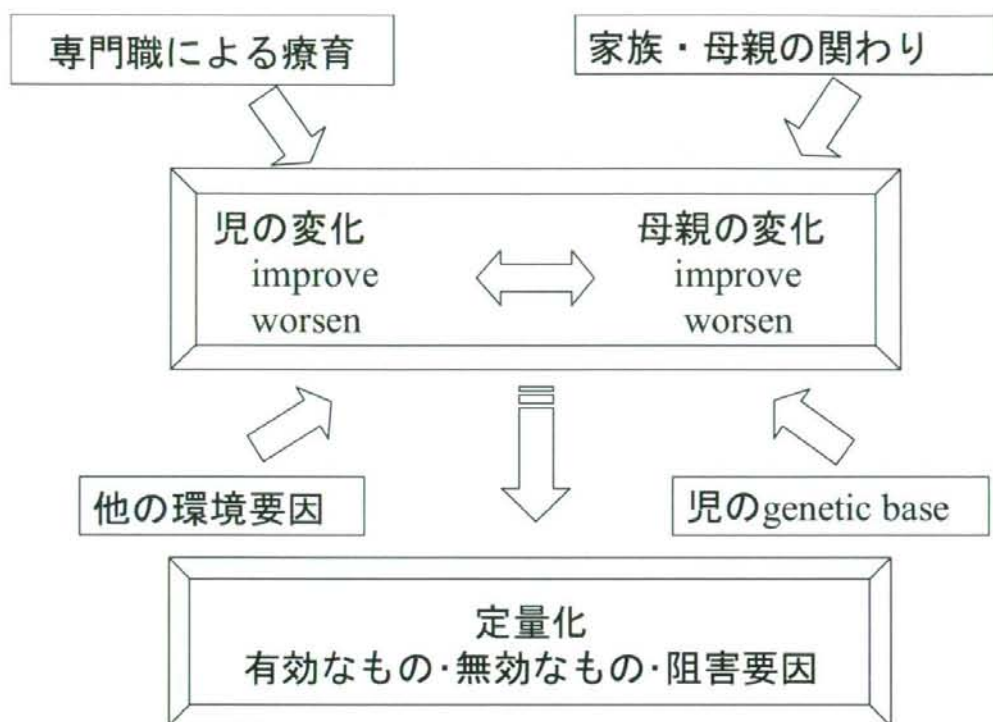 専門職による療育
家族・母親の関わり
児の変化
improve
worsen
母親の変化
improve
worsen
他の環境要因
児のgenetic base
定量化
有効なもの・無効なもの・阻害要因